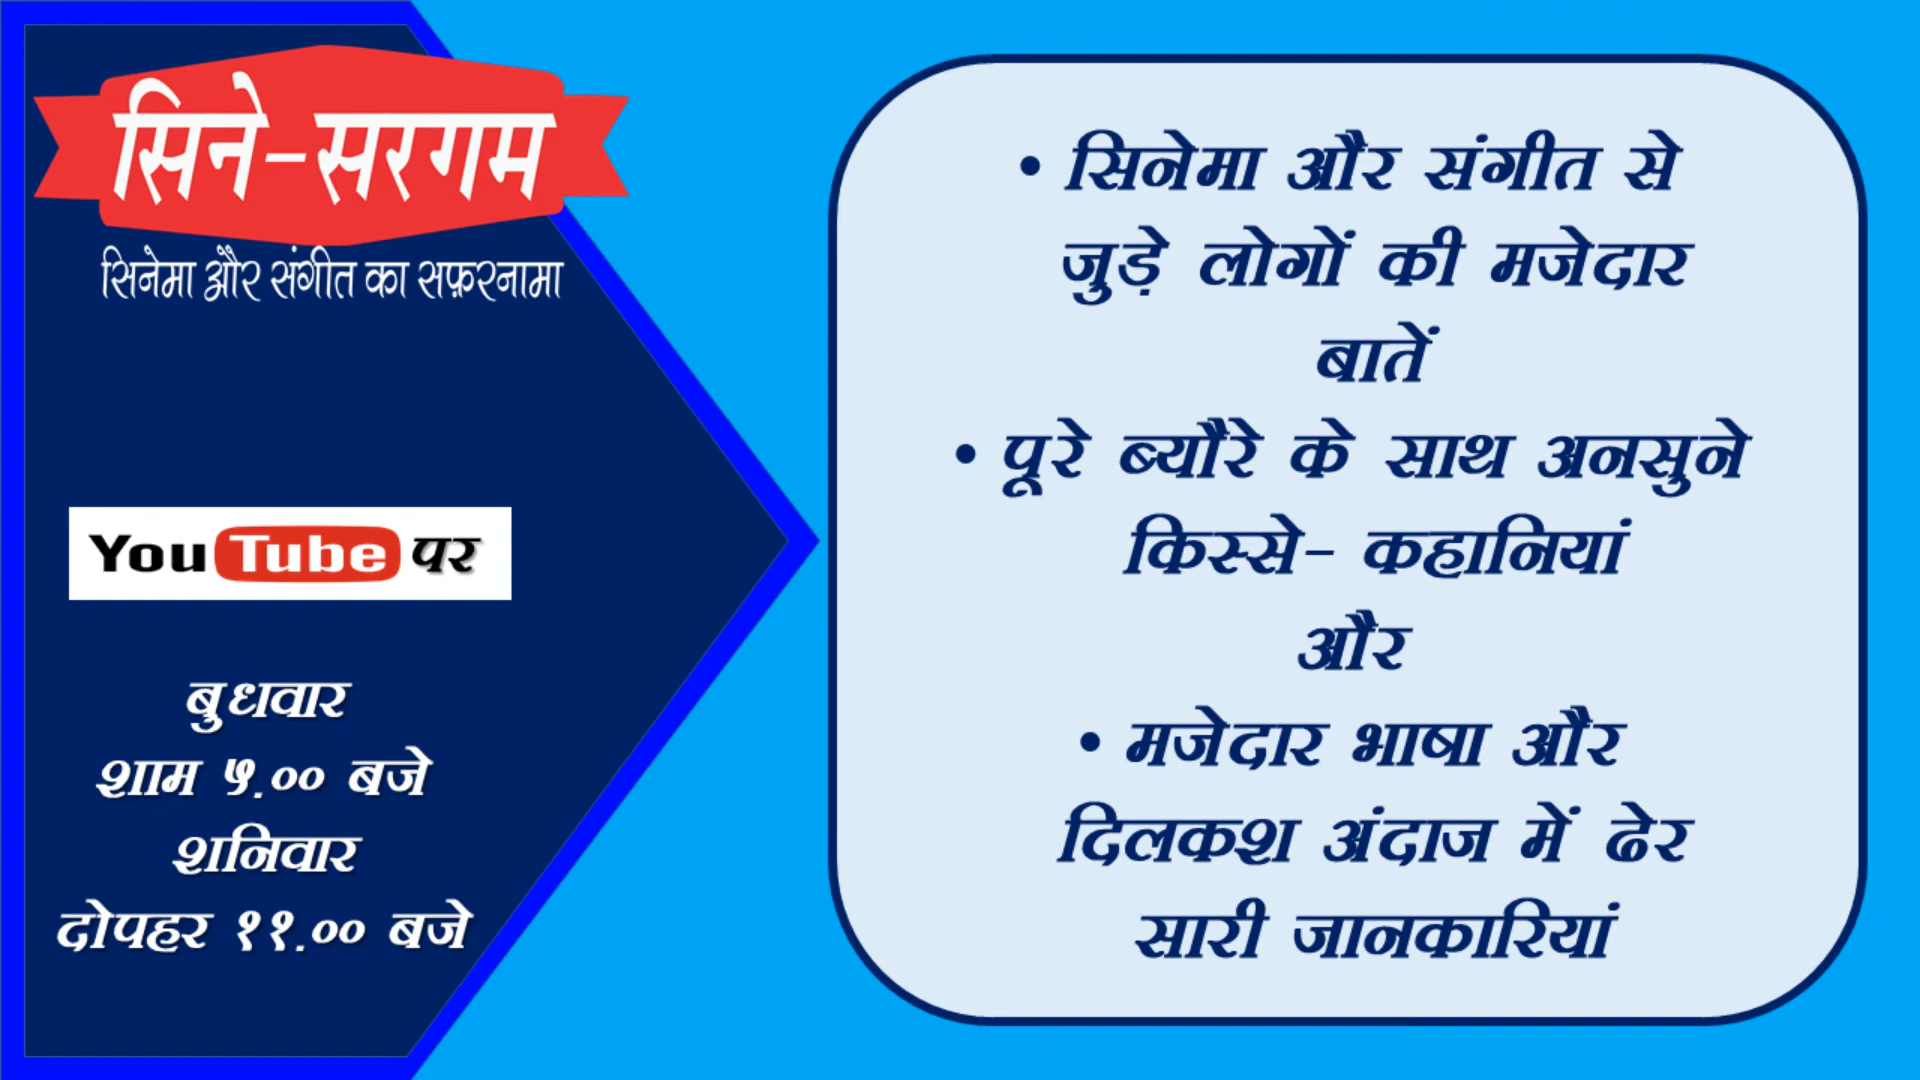 सिने-सरगम
सिनेमा और संगीत का सफ़रनामा
YouTube पर
बुधवार
शाम ५.०० बजे
शनिवार
दोपहर ११.०० बजे
• सिनेमा और संगीत से
जुड़े लोगों की मजेदार
बातें
• पूरे ब्यौरे के साथ अनसुने
किस्से- कहानियां
और
• मजेदार भाषा और
दिलकश अंदाज में ढेर
सारी जानकारियां